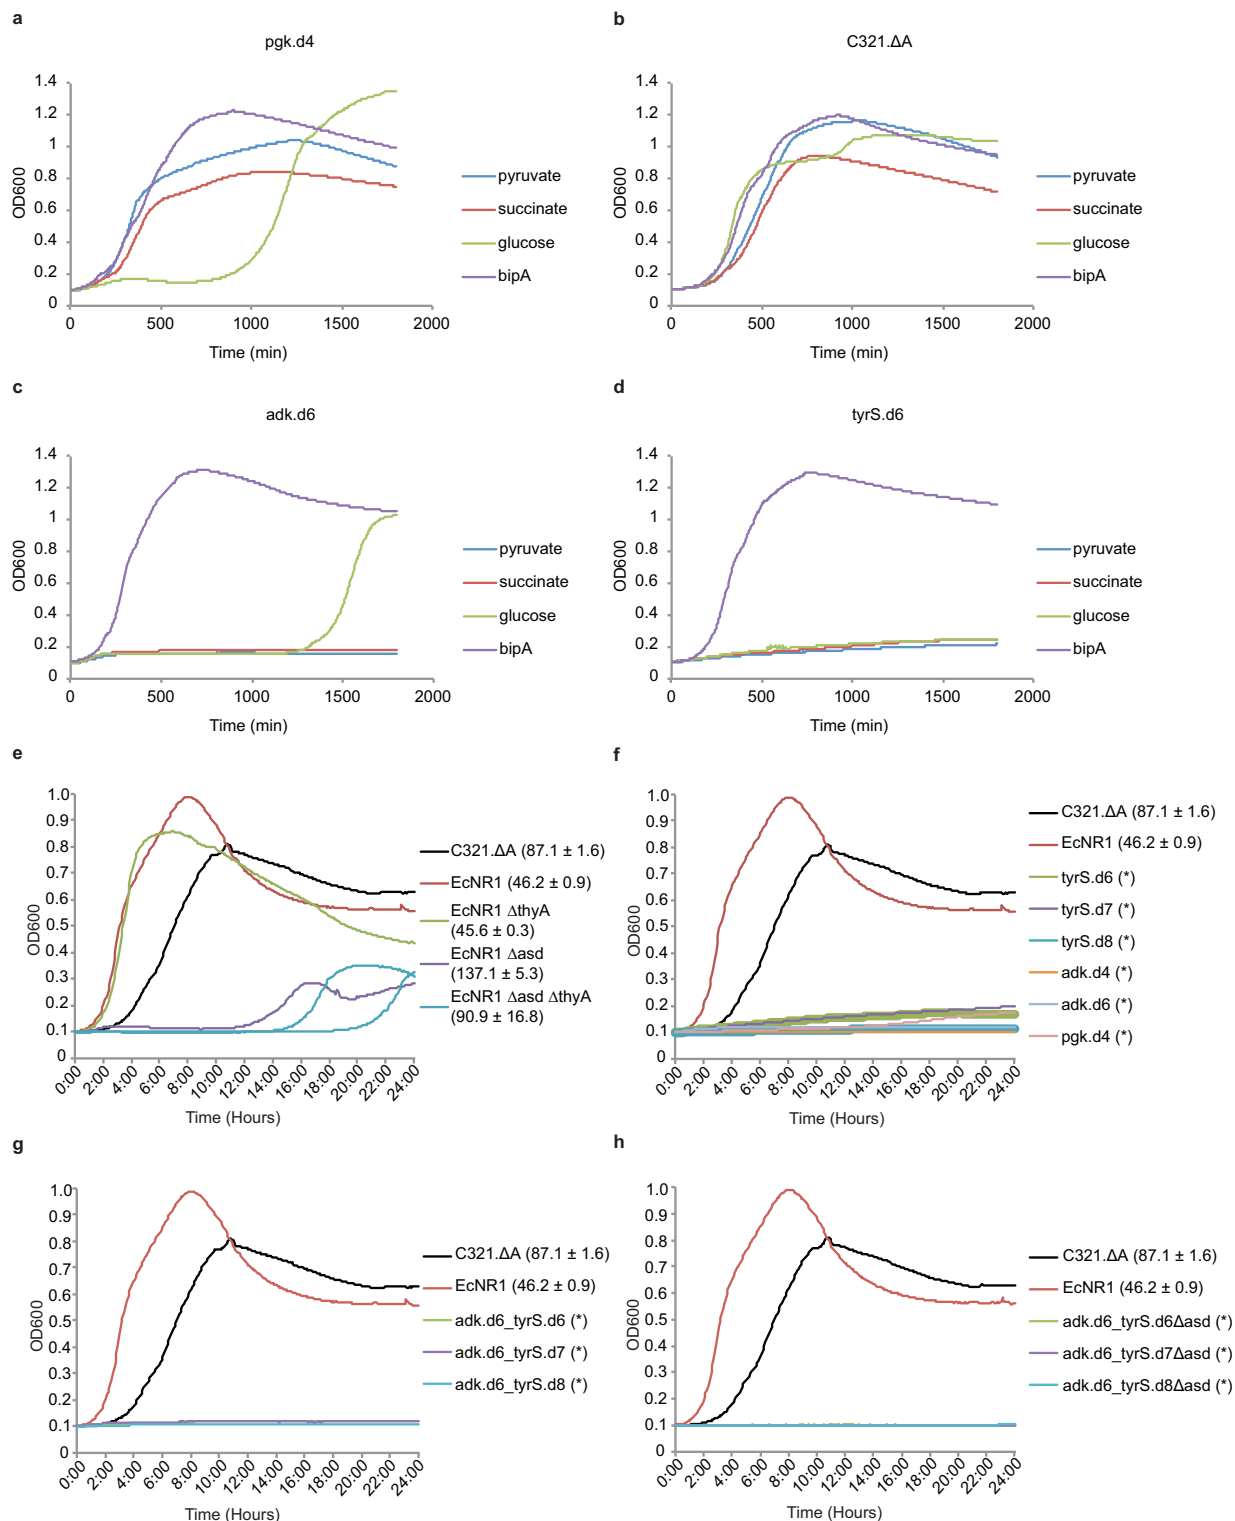 a
pgk.d4
1.4
1.2
1
0.8
0.6
0.4
0.2
0
OD600
0
500
1000
1500
2000
Time (min)
pyruvate
succinate
glucose
bipA
b
C321.ΔA
1.4
1.2
1
0.8
0.6
0.4
0.2
0
OD600
0
500
1000
1500
2000
Time (min)
pyruvate
succinate
glucose
bipA
c
adk.d6
1.4
1.2
1
0.8
0.6
0.4
0.2
0
OD600
0
500
1000
1500
2000
Time (min)
pyruvate
succinate
glucose
bipA
d
tyrS.d6
1.4
1.2
1
0.8
0.6
0.4
0.2
0
OD600
0
500
1000
1500
2000
Time (min)
pyruvate
succinate
glucose
bipA
e
1.0
0.9
0.8
0.7
0.6
0.5
0.4
0.3
0.2
0.1
0
OD600
0:00
2:00
4:00
6:00
8:00
10:00
12:00
14:00
16:00
18:00
20:00
22:00
24:00
Time (Hours)
C321.ΔA (87.1 ± 1.6)
EcNR1 (46.2 ± 0.9)
EcNR1 ΔthyA
(45.6 ± 0.3)
EcNR1 Δasd
(137.1 ± 5.3)
EcNR1 Δasd ΔthyA
(90.9 ± 16.8)
f
1.0
0.9
0.8
0.7
0.6
0.5
0.4
0.3
0.2
0.1
0
OD600
0:00
2:00
4:00
6:00
8:00
10:00
12:00
14:00
16:00
18:00
20:00
22:00
24:00
Time (Hours)
C321.ΔA (87.1 ± 1.6)
EcNR1 (46.2 ± 0.9)
tyrS.d6 (*)
tyrS.d7 (*)
tyrS.d8 (*)
adk.d4 (*)
adk.d6 (*)
pgk.d4 (*)
g
1.0
0.9
0.8
0.7
0.6
0.5
0.4
0.3
0.2
0.1
0
OD600
0:00
2:00
4:00
6:00
8:00
10:00
12:00
14:00
16:00
18:00
20:00
22:00
24:00
Time (Hours)
C321.ΔA (87.1 ± 1.6)
EcNR1 (46.2 ± 0.9)
adk.d6_tyrS.d6 (*)
adk.d6_tyrS.d7 (*)
adk.d6_tyrS.d8 (*)
h
1.0
0.9
0.8
0.7
0.6
0.5
0.4
0.3
0.2
0.1
0
OD600
0:00
2:00
4:00
6:00
8:00
10:00
12:00
14:00
16:00
18:00
20:00
22:00
24:00
Time (Hours)
C321.ΔA (87.1 ± 1.6)
EcNR1 (46.2 ± 0.9)
adk.d6_tyrS.d6Δasd (*)
adk.d6_tyrS.d7Δasd (*)
adk.d6_tyrS.d8Δasd (*)